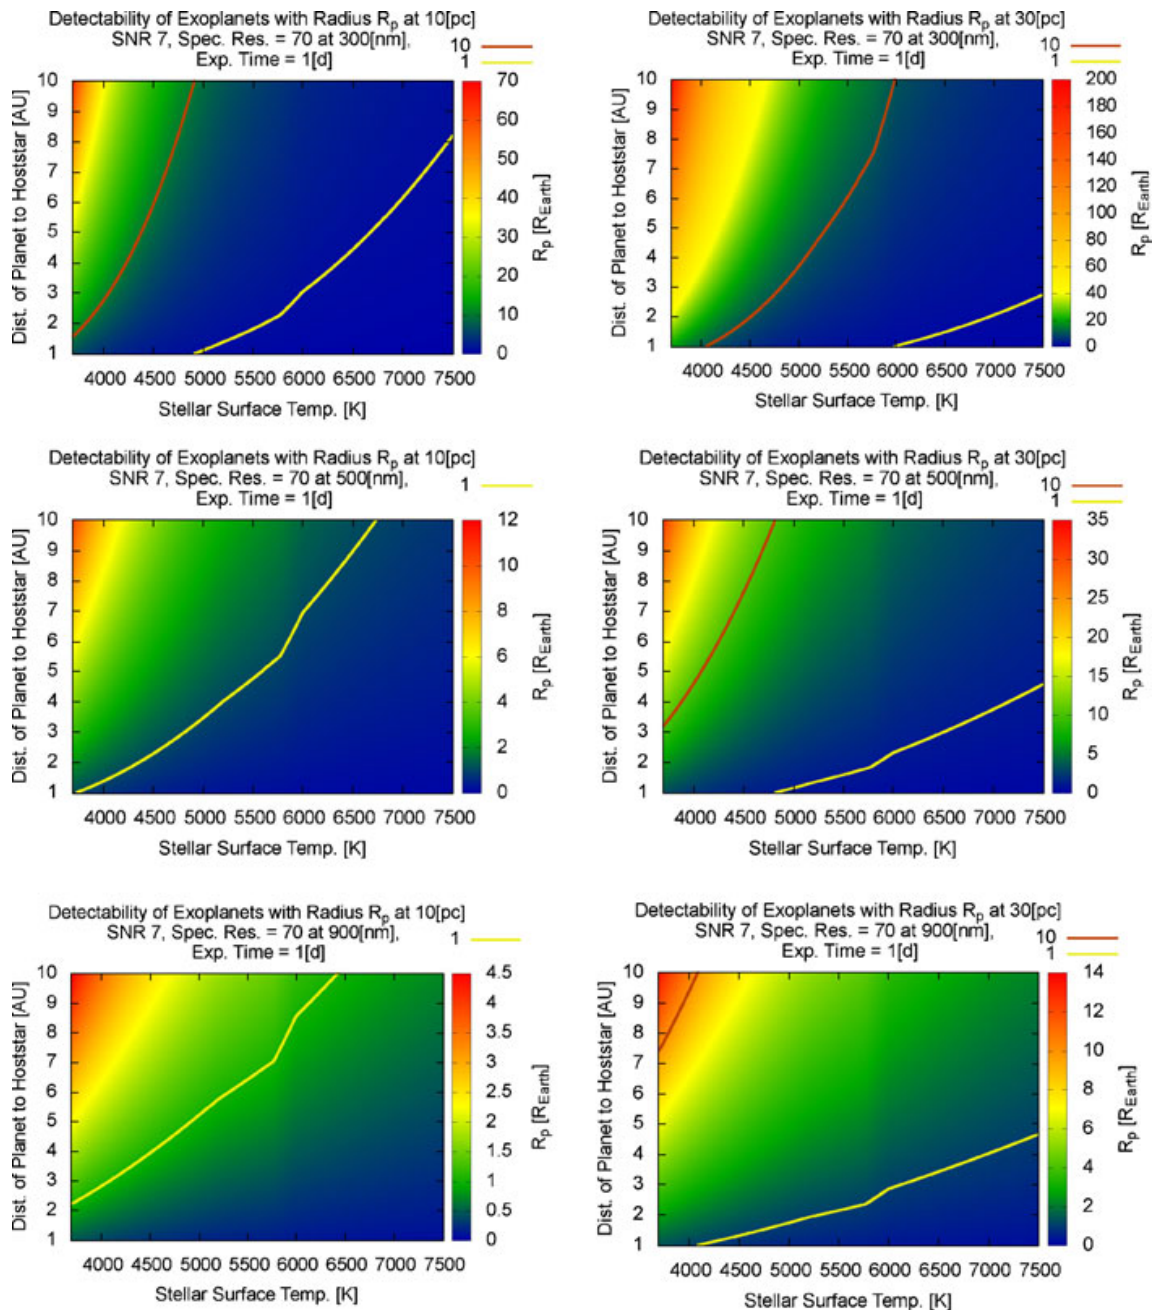 Detectability of Exoplanets with Radius Rp at 10[pc]
SNR 7, Spec. Res. = 70 at 300[nm],
Exp. Time = 1[d]
10
1
Dist. of Planet to Hoststar [AU]
10
9
8
7
6
5
4
3
2
1
4000 4500 5000 5500 6000 6500 7000 7500
Stellar Surface Temp. [K]
70
60
50
40
30
20
10
0
Rp [REarth]
Detectability of Exoplanets with Radius Rp at 30[pc]
SNR 7, Spec. Res. = 70 at 300[nm],
Exp. Time = 1[d]
10
1
Dist. of Planet to Hoststar [AU]
10
9
8
7
6
5
4
3
2
1
4000 4500 5000 5500 6000 6500 7000 7500
Stellar Surface Temp. [K]
200
180
160
140
120
100
80
60
40
20
0
Rp [REarth]
Detectability of Exoplanets with Radius Rp at 10[pc]
SNR 7, Spec. Res. = 70 at 500[nm],
Exp. Time = 1[d]
1
Dist. of Planet to Hoststar [AU]
10
9
8
7
6
5
4
3
2
1
4000 4500 5000 5500 6000 6500 7000 7500
Stellar Surface Temp. [K]
12
10
8
6
4
2
0
Rp [REarth]
Detectability of Exoplanets with Radius Rp at 30[pc]
SNR 7, Spec. Res. = 70 at 500[nm],
Exp. Time = 1[d]
10
1
Dist. of Planet to Hoststar [AU]
10
9
8
7
6
5
4
3
2
1
4000 4500 5000 5500 6000 6500 7000 7500
Stellar Surface Temp. [K]
35
30
25
20
15
10
5
0
Rp [REarth]
Detectability of Exoplanets with Radius Rp at 10[pc]
SNR 7, Spec. Res. = 70 at 900[nm],
Exp. Time = 1[d]
1
Dist. of Planet to Hoststar [AU]
10
9
8
7
6
5
4
3
2
1
4000 4500 5000 5500 6000 6500 7000 7500
Stellar Surface Temp. [K]
4.5
4
3.5
3
2.5
2
1.5
1
0.5
0
Rp [REarth]
Detectability of Exoplanets with Radius Rp at 30[pc]
SNR 7, Spec. Res. = 70 at 900[nm],
Exp. Time = 1[d]
10
1
Dist. of Planet to Hoststar [AU]
10
9
8
7
6
5
4
3
2
1
4000 4500 5000 5500 6000 6500 7000 7500
Stellar Surface Temp. [K]
14
12
10
8
6
4
2
0
Rp [REarth]